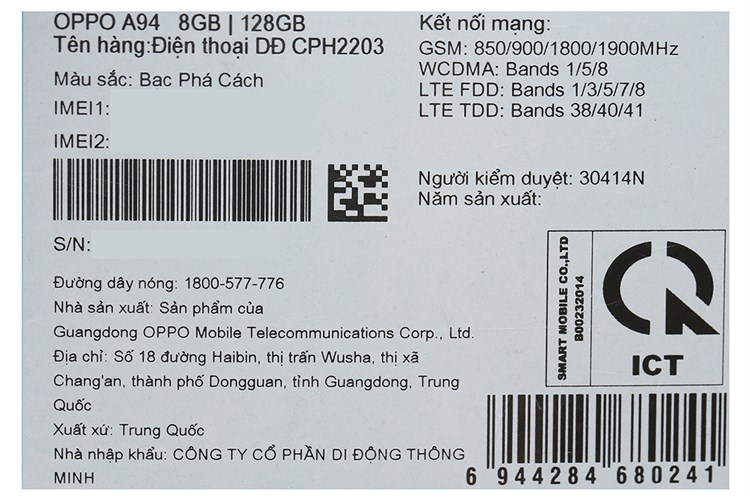 OPPO A94 8GB | 128GB
Tên hàng:Điện thoại DĐ CPH2203
Màu sắc: Bạc Phá Cách
IMEI1:
IMEI2:
S/N:
Đường dây nóng: 1800-577-776
Nhà sản xuất: Sản phẩm của
Guangdong OPPO Mobile Telecommunications Corp., Ltd.
Địa chỉ: Số 18 đường Haibin, thị trấn Wusha, thị xã
Chang'an, thành phố Dongguan, tỉnh Guangdong, Trung
Quốc
Xuất xứ: Trung Quốc
Nhà nhập khẩu: CÔNG TY CỔ PHẦN DI ĐỘNG THÔNG
MINH
Kết nối mạng:
GSM: 850/900/1800/1900MHz
WCDMA: Bands 1/5/8
LTE FDD: Bands 1/3/5/7/8
LTE TDD: Bands 38/40/41
Người kiểm duyệt: 30414N
Năm sản xuất:
SMART MOBILE CO.,LTD
B00232014
ICT
6 944284 680241